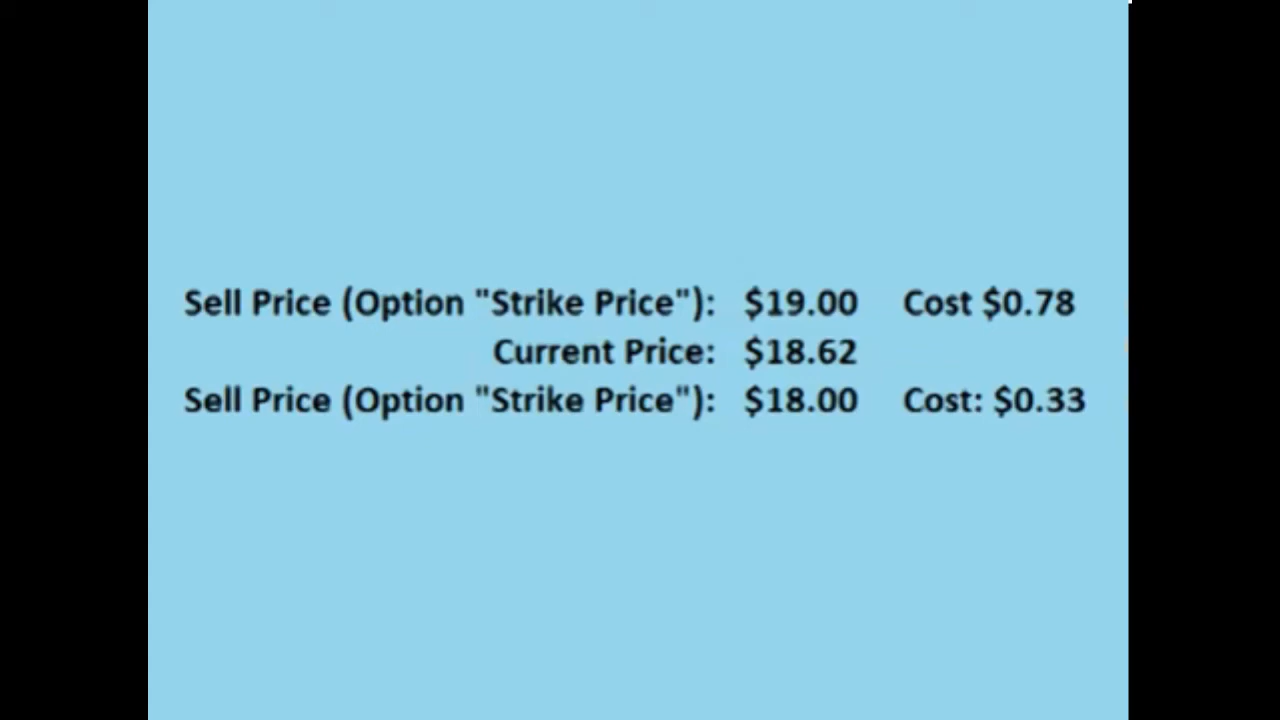 Sell Price (Option "Strike Price"): $19.00 Cost $0.78
Current Price: $18.62
Sell Price (Option "Strike Price"): $18.00 Cost: $0.33